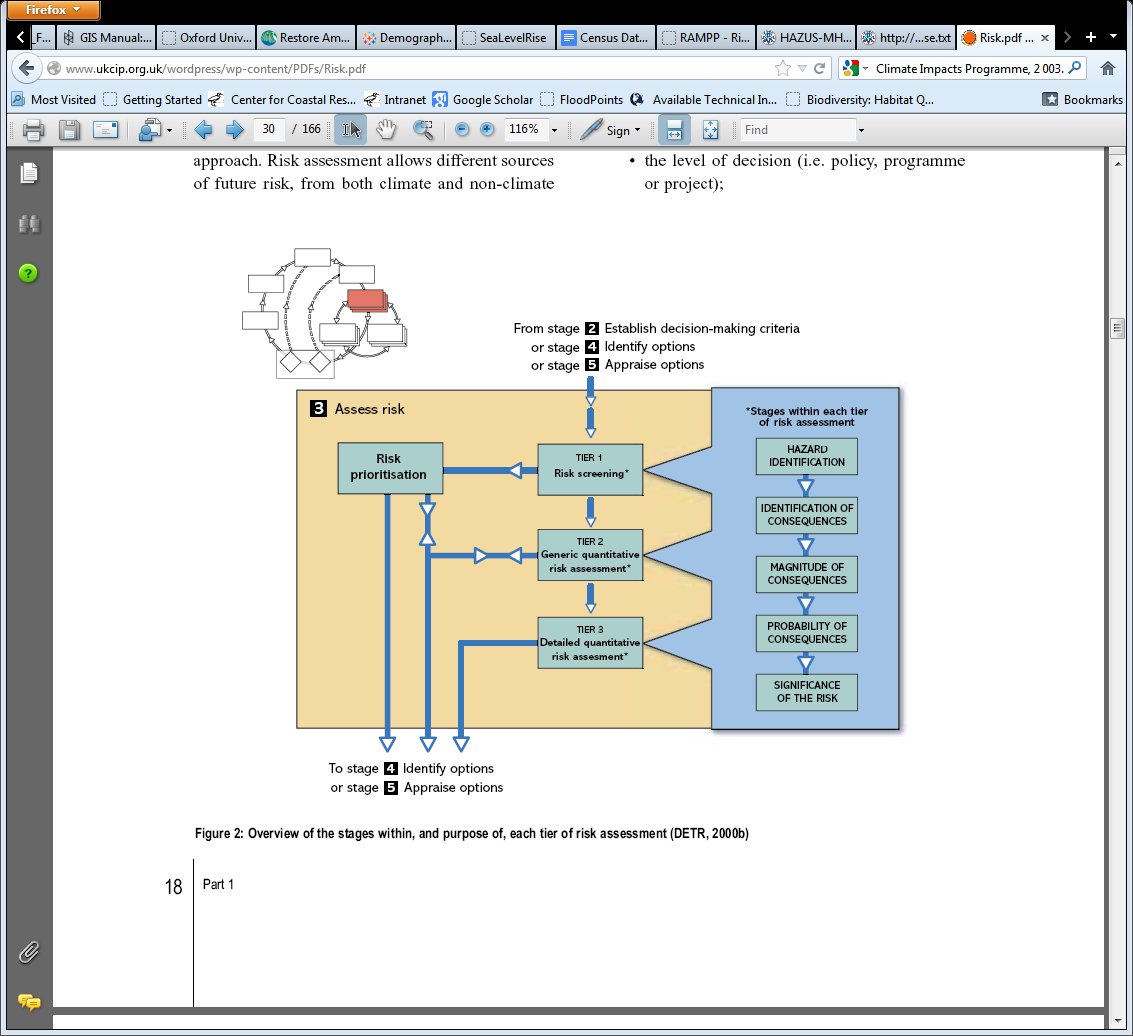 Firefox
_F...
GIS Manual:...
Oxford Univ...
Restore Am...
Demograph...
SeaLevelRise
Census Dat...
RAMPP - Ri...
HAZUS-MH...
http://...se.txt
Risk.pdf ...
www.ukcip.org.uk/wordpress/wp-content/PDFs/Risk.pdf
Climate Impacts Programme, 2 003.
Most Visited
Getting Started
Center for Coastal Res...
Intranet
Google Scholar
FloodPoints
Available Technical In...
Biodiversity: Habitat Q...
Bookmarks
30 / 166
116%
Sign
Find
approach. Risk assessment allows different sources
of future risk, from both climate and non-climate
• the level of decision (i.e. policy, programme
or project);
From stage 2 Establish decision-making criteria
or stage 4 Identify options
or stage 5 Appraise options
3 Assess risk
Risk
prioritisation
TIER 1
Risk screening*
TIER 2
Generic quantitative
risk assessment*
TIER 3
Detailed quantitative
risk assesment*
*Stages within each tier
of risk assessment
HAZARD
IDENTIFICATION
IDENTIFICATION OF
CONSEQUENCES
MAGNITUDE OF
CONSEQUENCES
PROBABILITY OF
CONSEQUENCES
SIGNIFICANCE
OF THE RISK
To stage 4 Identify options
or stage 5 Appraise options
Figure 2: Overview of the stages within, and purpose of, each tier of risk assessment (DETR, 2000b)
18
Part 1